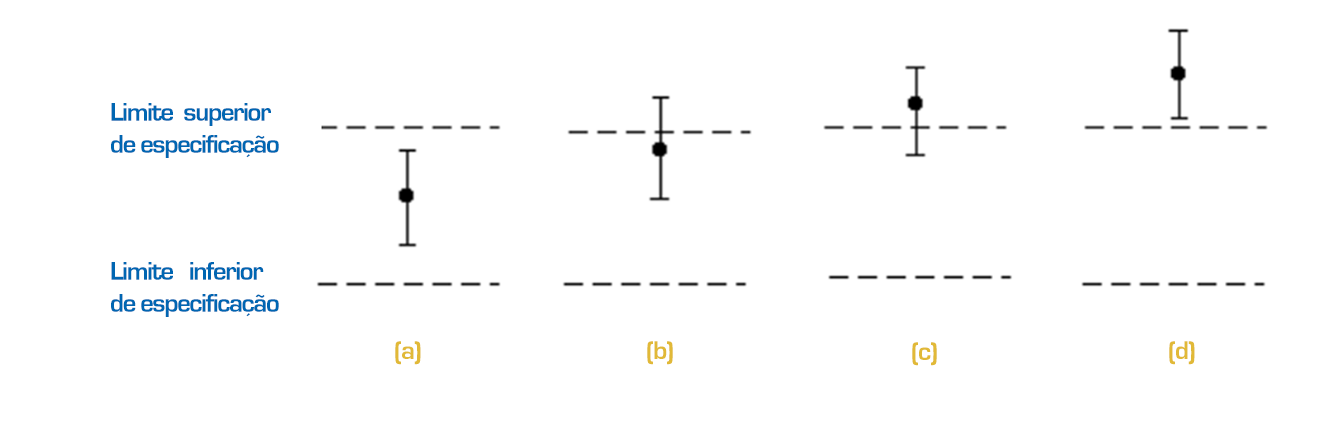 Limite superior
de especificação
Limite inferior
de especificação
(a)
(b)
(c)
(d)